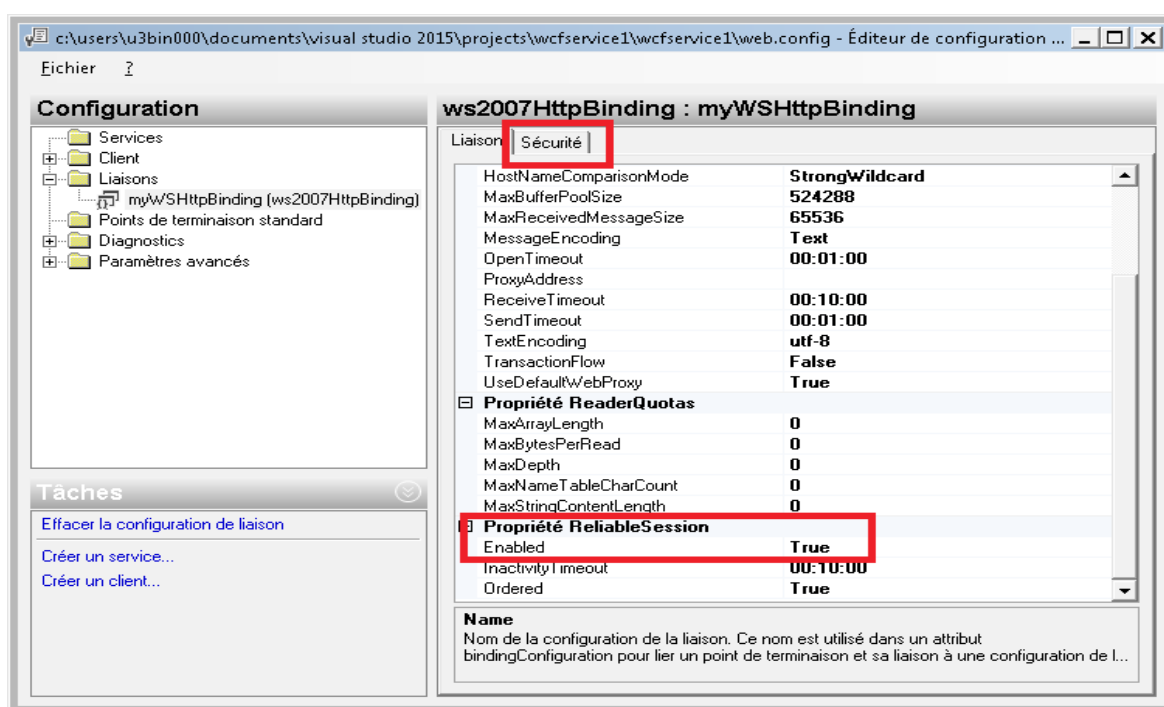 c:\users\u3bin000\documents\visual studio 2015\projects\wcfservice1\wcfservice1\web.config - Éditeur de configuration ...
Fichier ?
Configuration
Services
Client
Liaisons
myWSHttpBinding (ws2007HttpBinding)
Points de terminaison standard
Diagnostics
Paramètres avancés
Tâches
Effacer la configuration de liaison
Créer un service...
Créer un client...
ws2007HttpBinding : myWSHttpBinding
Liaison Sécurité
HostNameComparisonMode StrongWildcard
MaxBufferPoolSize 524288
MaxReceivedMessageSize 65536
MessageEncoding Text
OpenTimeout 00:01:00
ProxyAddress
ReceiveTimeout 00:10:00
SendTimeout 00:01:00
TextEncoding utf-8
TransactionFlow False
UseDefaultWebProxy True
Propriété ReaderQuotas
MaxArrayLength 0
MaxBytesPerRead 0
MaxDepth 0
MaxNameTableCharCount 0
MaxStringContentLength 0
Propriété ReliableSession
Enabled True
InactivityTimeout 00:10:00
Ordered True
Name
Nom de la configuration de la liaison. Ce nom est utilisé dans un attribut
bindingConfiguration pour lier un point de terminaison et sa liaison à une configuration de l...